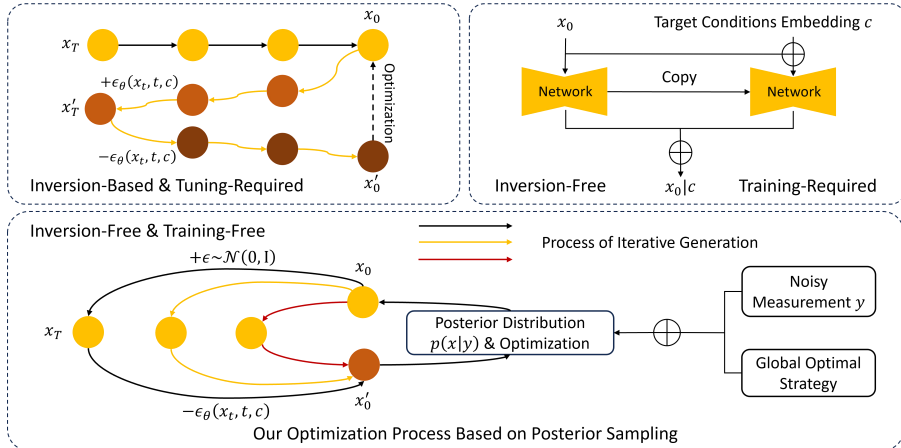 x_T
x_0
+ϵ_θ(x_t, t, c)
x'_T
Optimization
−ϵ_θ(x_t, t, c)
x'_0
Inversion-Based & Tuning-Required
x_0
Target Conditions Embedding c
Network
Copy
Network
Inversion-Free
x_0|c
Training-Required
Inversion-Free & Training-Free
Process of Iterative Generation
+ϵ~𝒩(0, I)
x_0
x_T
Posterior Distribution
p(x|y) & Optimization
Noisy
Measurement y
Global Optimal
Strategy
x'_0
−ϵ_θ(x_t, t, c)
Our Optimization Process Based on Posterior Sampling